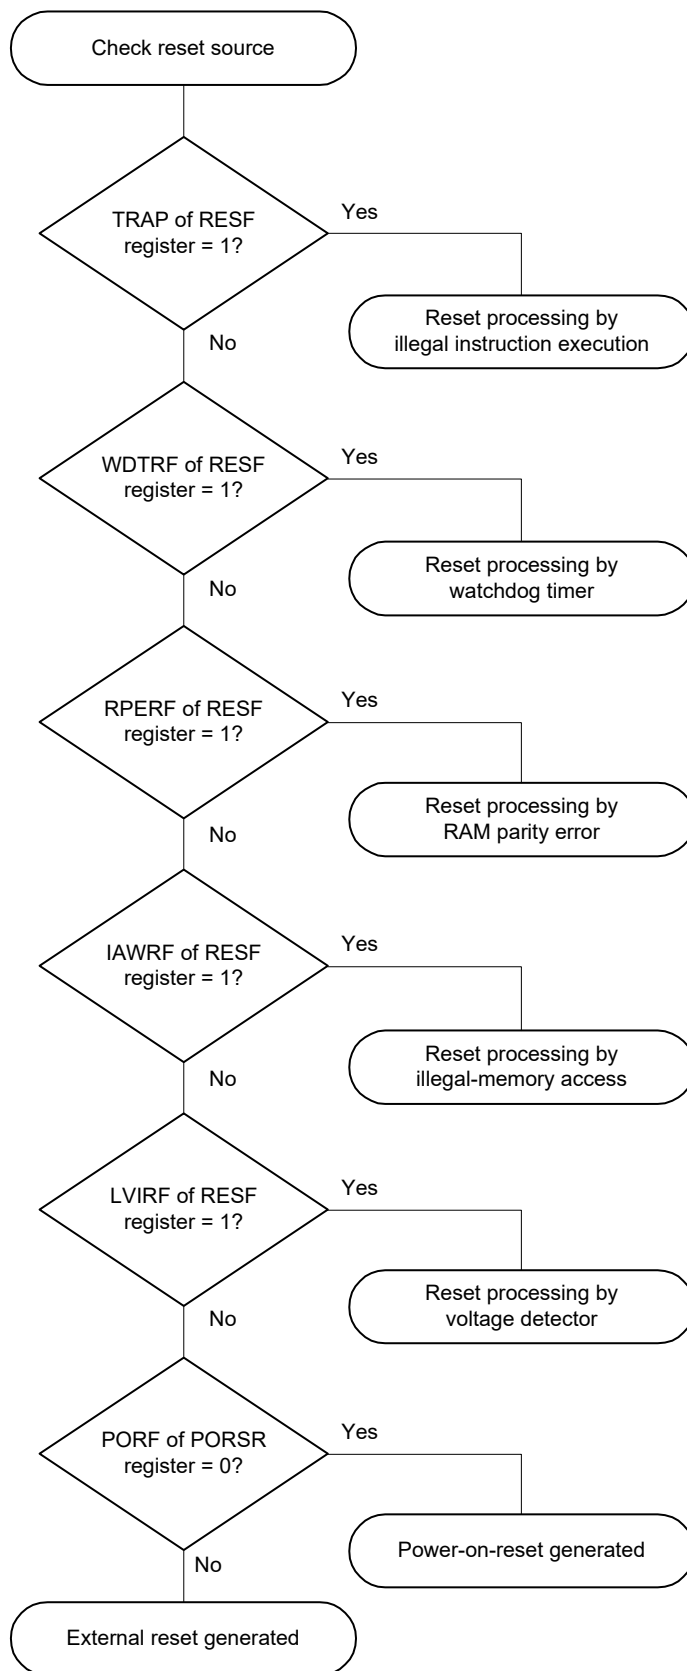 Check reset source
TRAP of RESF
register = 1?
Yes
Reset processing by
illegal instruction execution
No
WDTRF of RESF
register = 1?
Yes
Reset processing by
watchdog timer
No
RPERF of RESF
register = 1?
Yes
Reset processing by
RAM parity error
No
IAWRF of RESF
register = 1?
Yes
Reset processing by
illegal-memory access
No
LVIRF of RESF
register = 1?
Yes
Reset processing by
voltage detector
No
PORF of PORSR
register = 0?
Yes
Power-on-reset generated
No
External reset generated